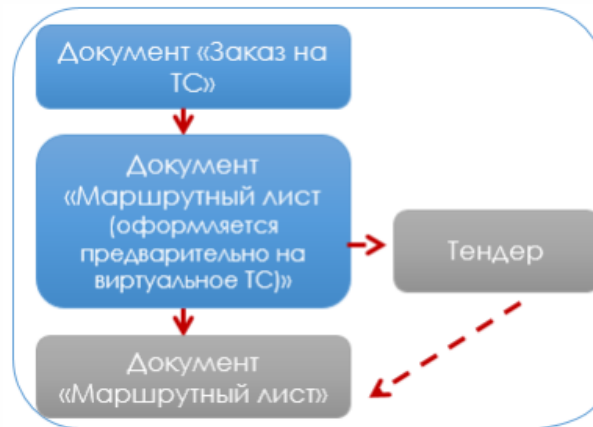 Документ «Заказ на
ТС»
Документ
«Маршрутный лист
(оформляется
предварительно на
виртуальное ТС)»
Тендер
Документ
«Маршрутный лист»